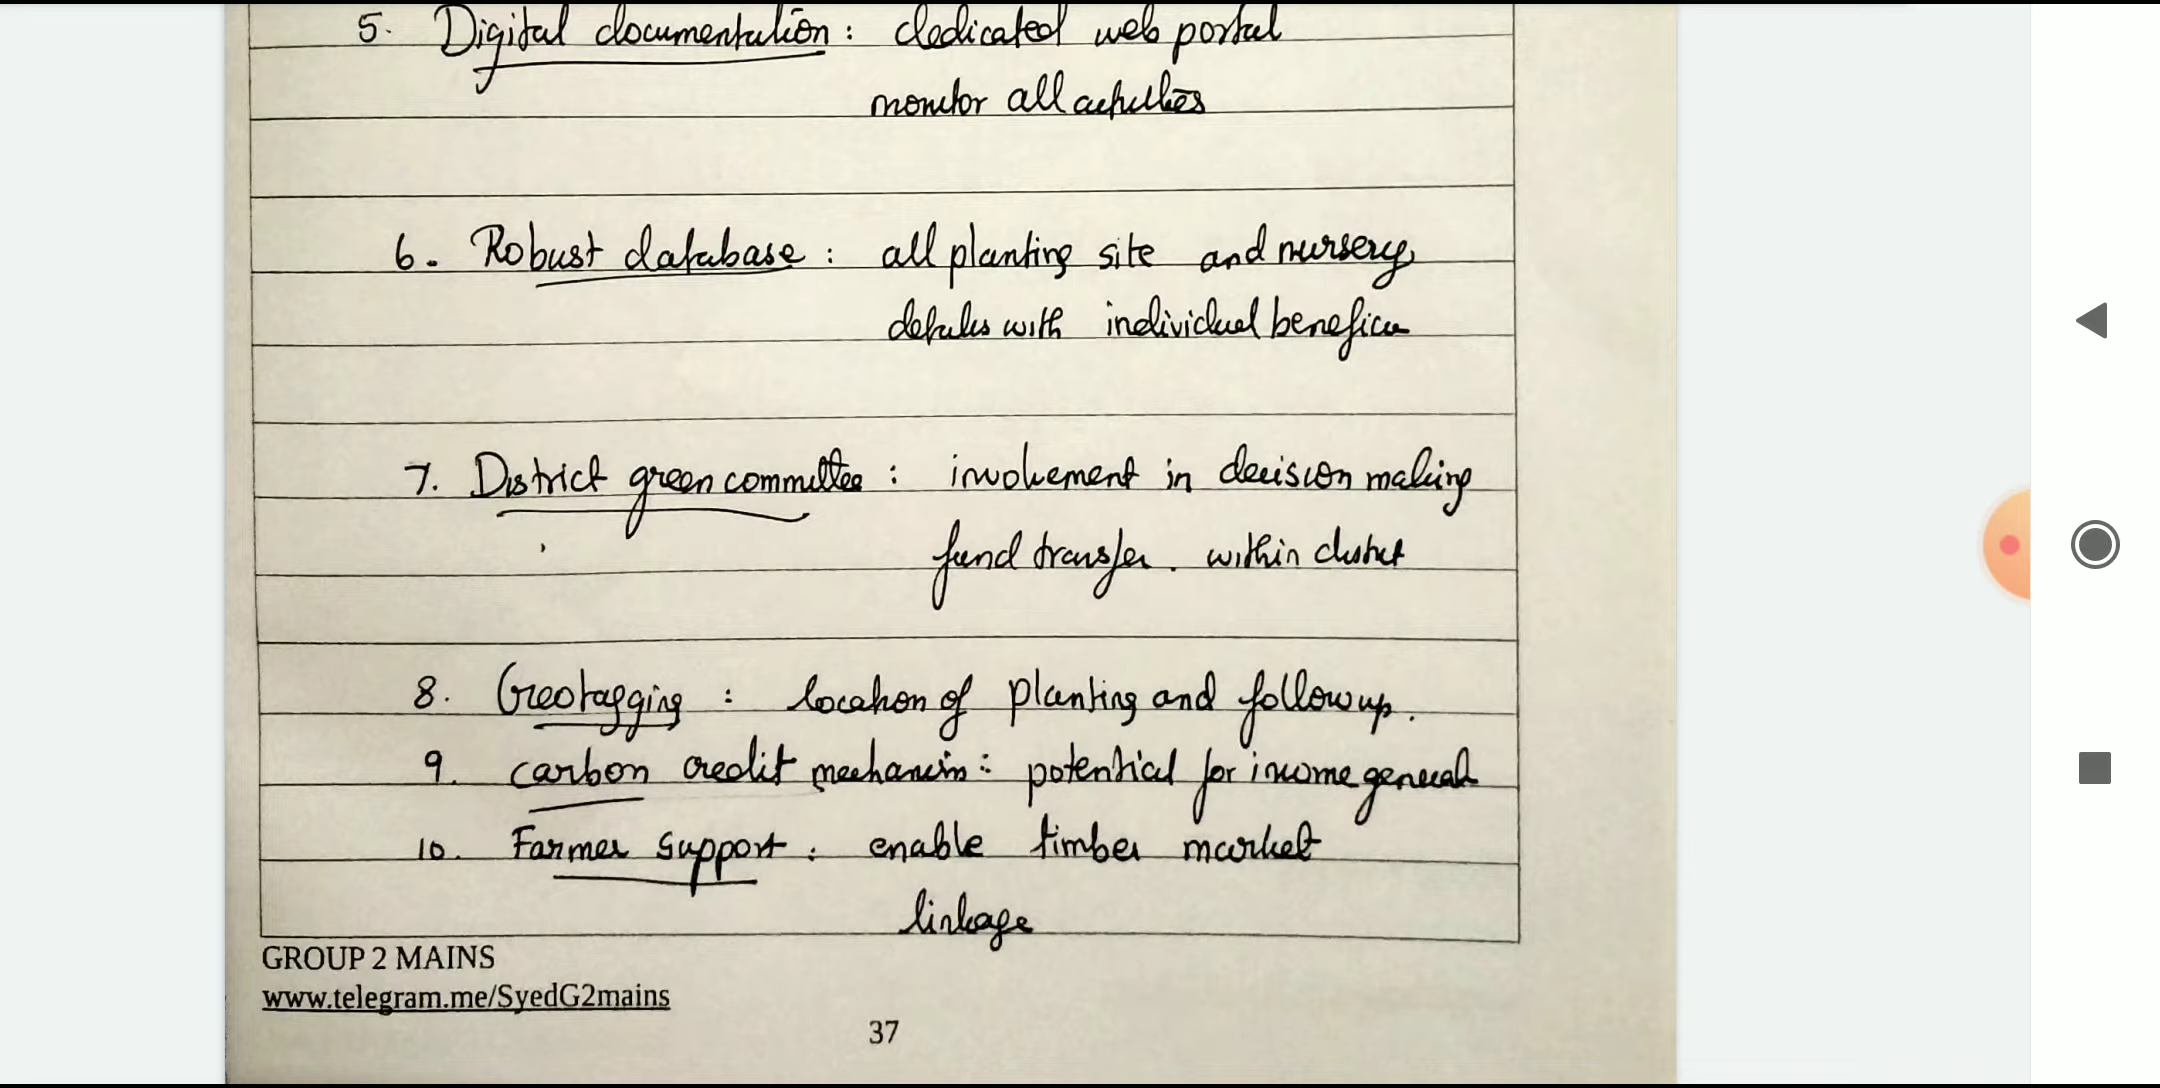 5. Digital documentation: dedicated web portal
monitor all activities
6. Robust database: all planting site and nursery
details with individual benefice
7. District green committee: involvement in decision making
fund transfer. within district
8. Geotagging: location of planting and followup.
9. carbon credit mechanism: potential for income generat
10. Farmer support: enable timber market
linkage
GROUP 2 MAINS
www.telegram.me/SyedG2mains
37